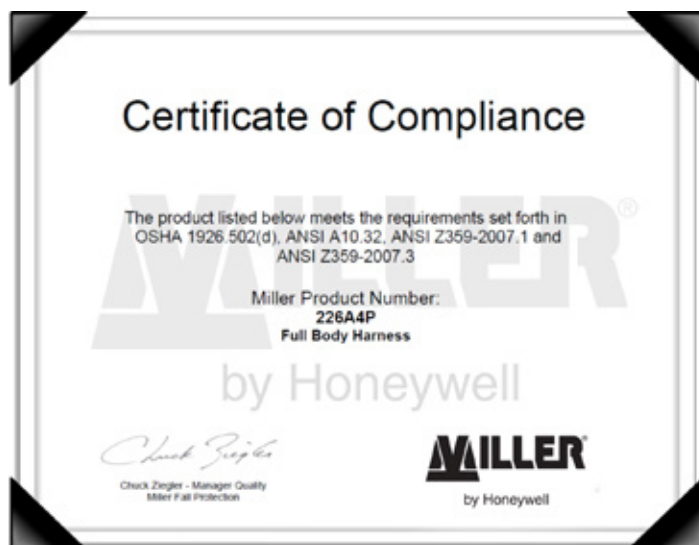 Certificate of Compliance
The product listed below meets the requirements set forth in
OSHA 1926.502(d), ANSI A10.32, ANSI Z359-2007.1 and
ANSI Z359-2007.3
Miller Product Number:
226A4P
Full Body Harness
MILLER®
by Honeywell
Chuck Ziegler
Chuck Ziegler - Manager Quality
Miller Fall Protection
MILLER®
by Honeywell